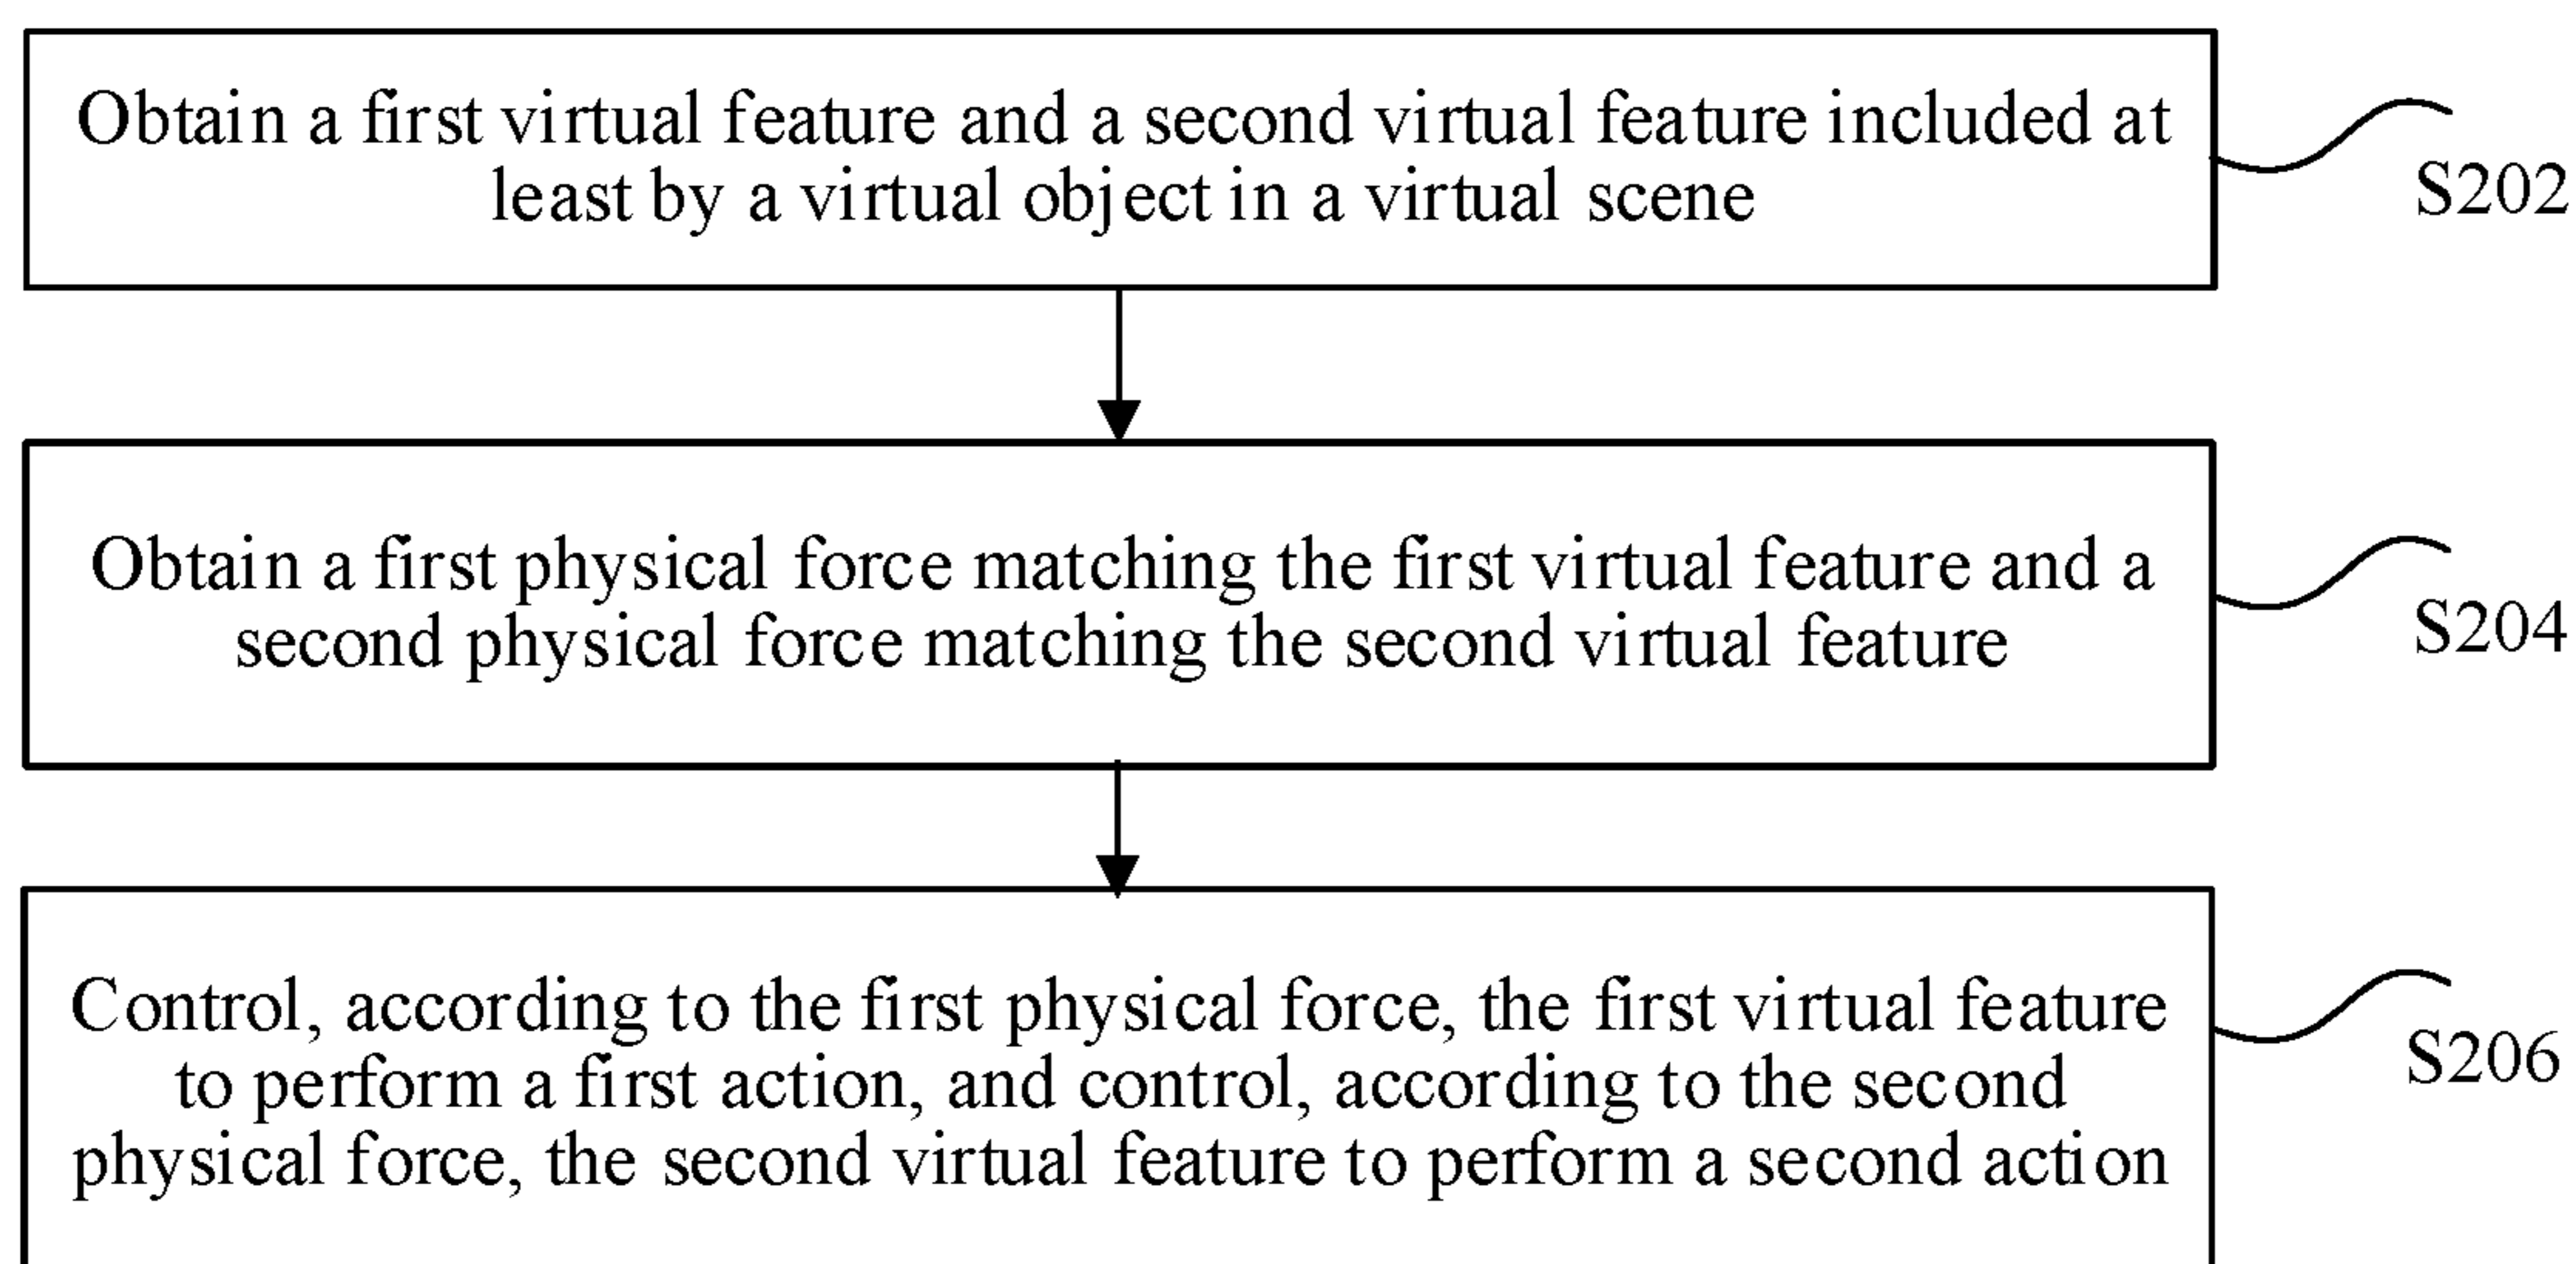 Obtain a first virtual feature and a second virtual feature included at
least by a virtual object in a virtual scene
S202
Obtain a first physical force matching the first virtual feature and a
second physical force matching the second virtual feature
S204
Control, according to the first physical force, the first virtual feature
to perform a first action, and control, according to the second
physical force, the second virtual feature to perform a second action
S206